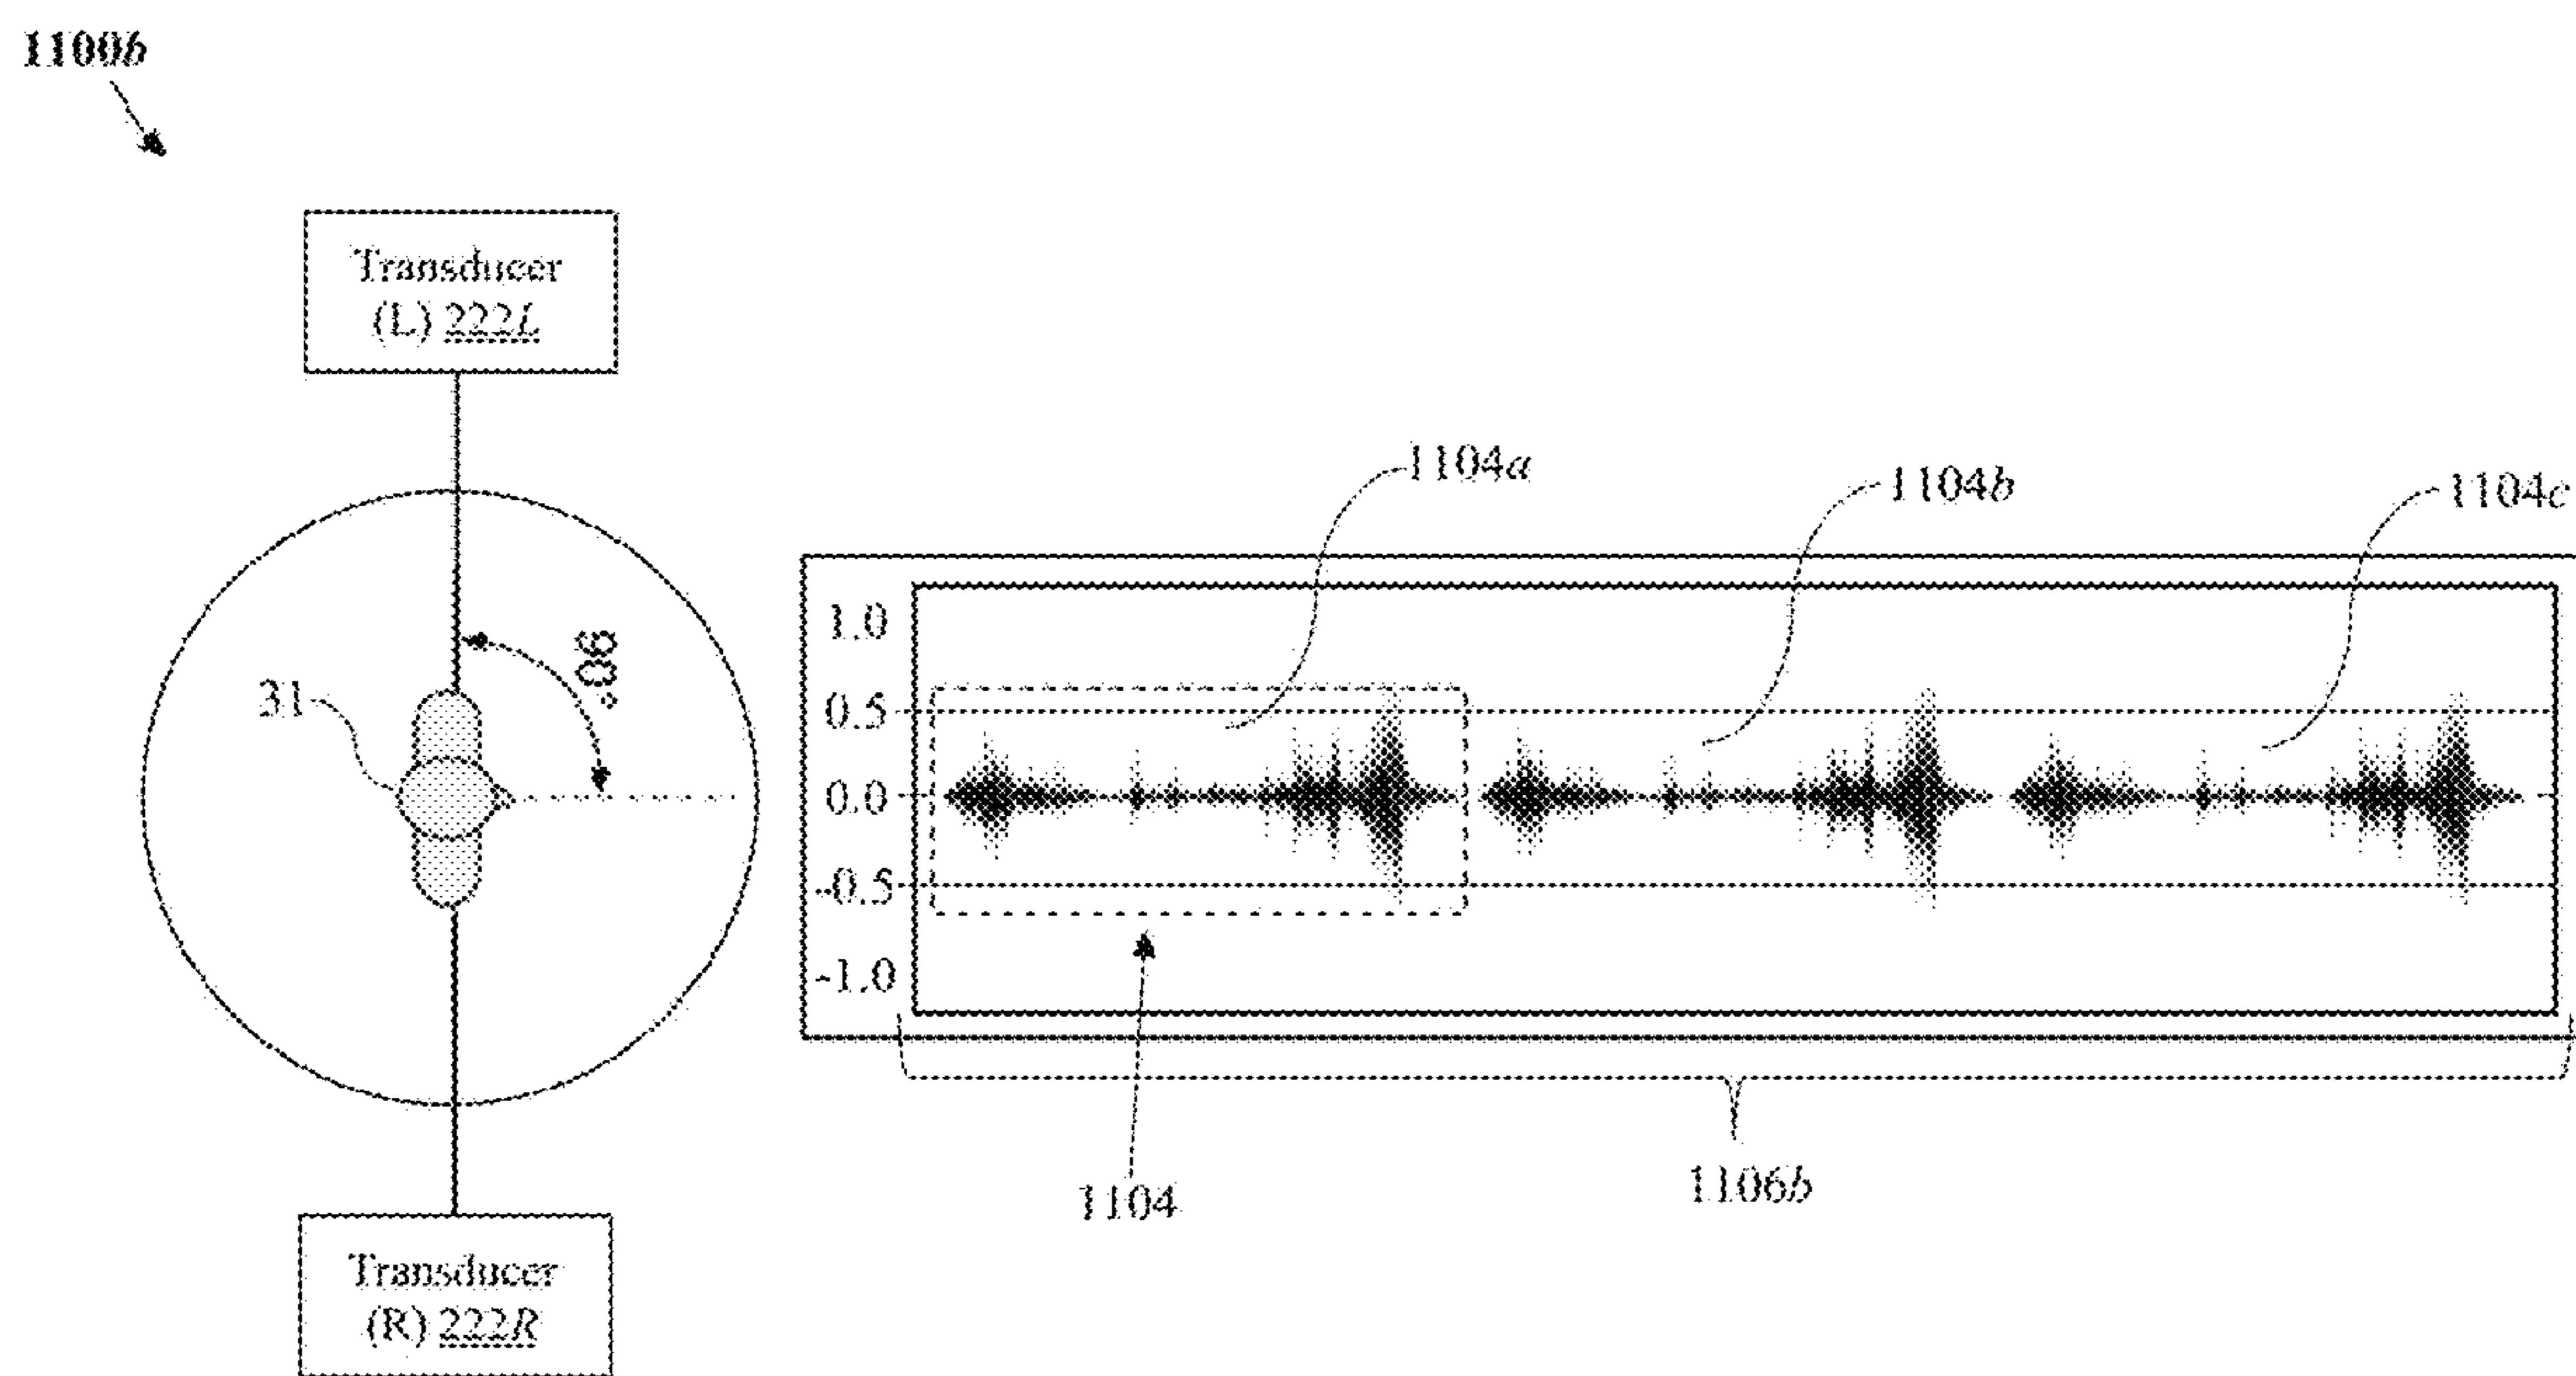 1100b
Transducer
(L) 222L
31
90°
1104a
1104b
1104c
1.0
0.5
0.0
-0.5
-1.0
1104
1106b
Transducer
(R) 222R